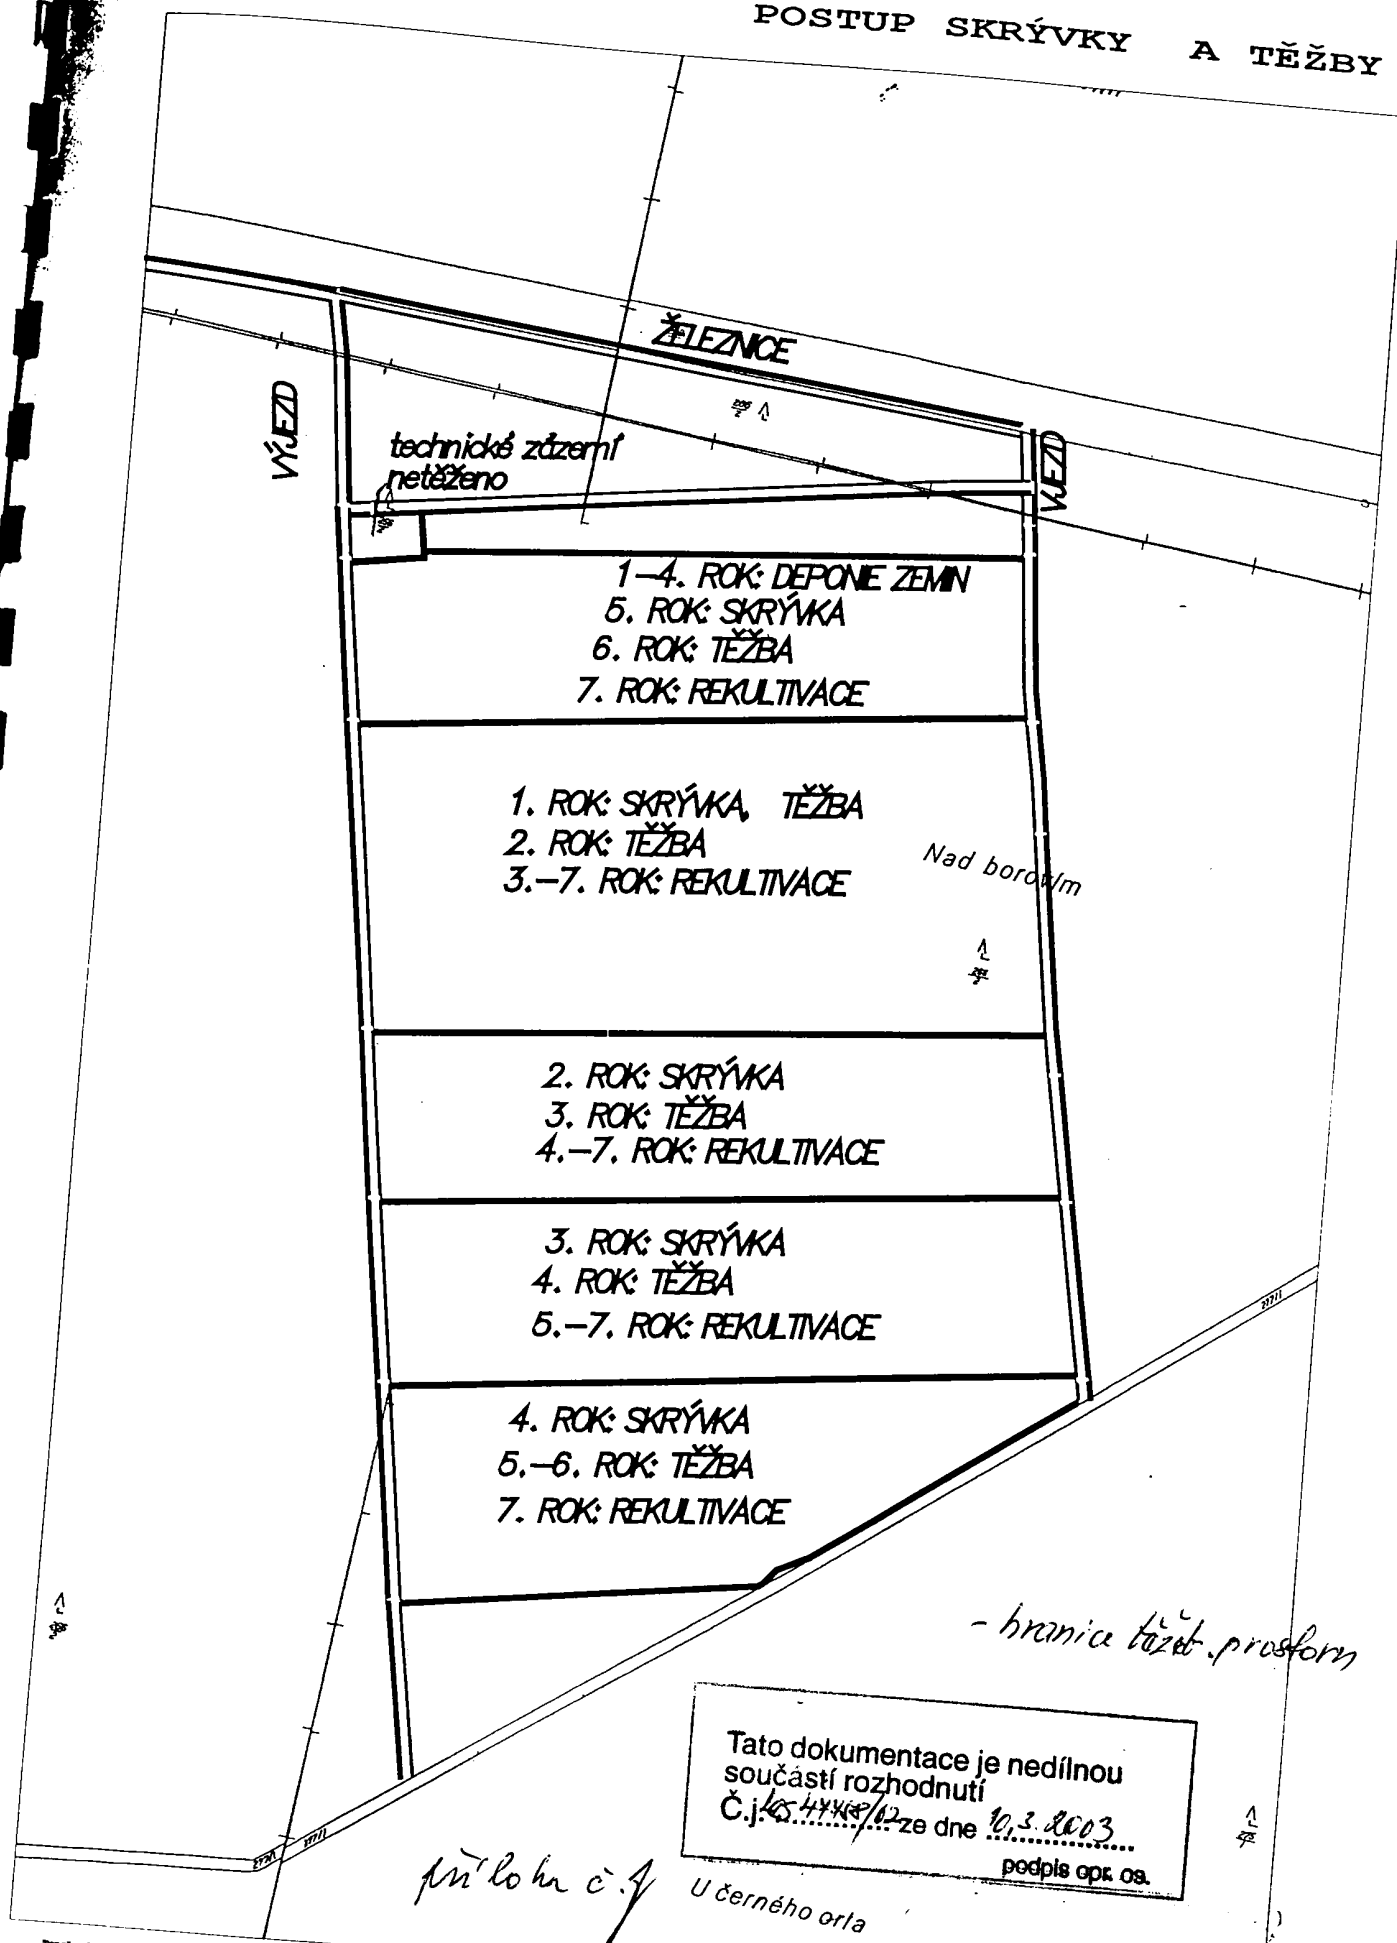 POSTUP SKRÝVKY A TĚŽBY
ŽELEZNICE
VÝJEZD
technické zázemí
netěženo
VJEZD
1-4. ROK: DEPONIE ZEMIN
5. ROK: SKRÝVKA
6. ROK: TĚŽBA
7. ROK: REKULTIVACE
1. ROK: SKRÝVKA, TĚŽBA
2. ROK: TĚŽBA
3.-7. ROK: REKULTIVACE
Nad borovím
2. ROK: SKRÝVKA
3. ROK: TĚŽBA
4.-7. ROK: REKULTIVACE
3. ROK: SKRÝVKA
4. ROK: TĚŽBA
5.-7. ROK: REKULTIVACE
4. ROK: SKRÝVKA
5.-6. ROK: TĚŽBA
7. ROK: REKULTIVACE
- hranice prostoru
Tato dokumentace je nedílnou
součástí rozhodnutí
Č.j. ze dne 10.3.2003
podpis opr. os.
příloha č.
U černého orla